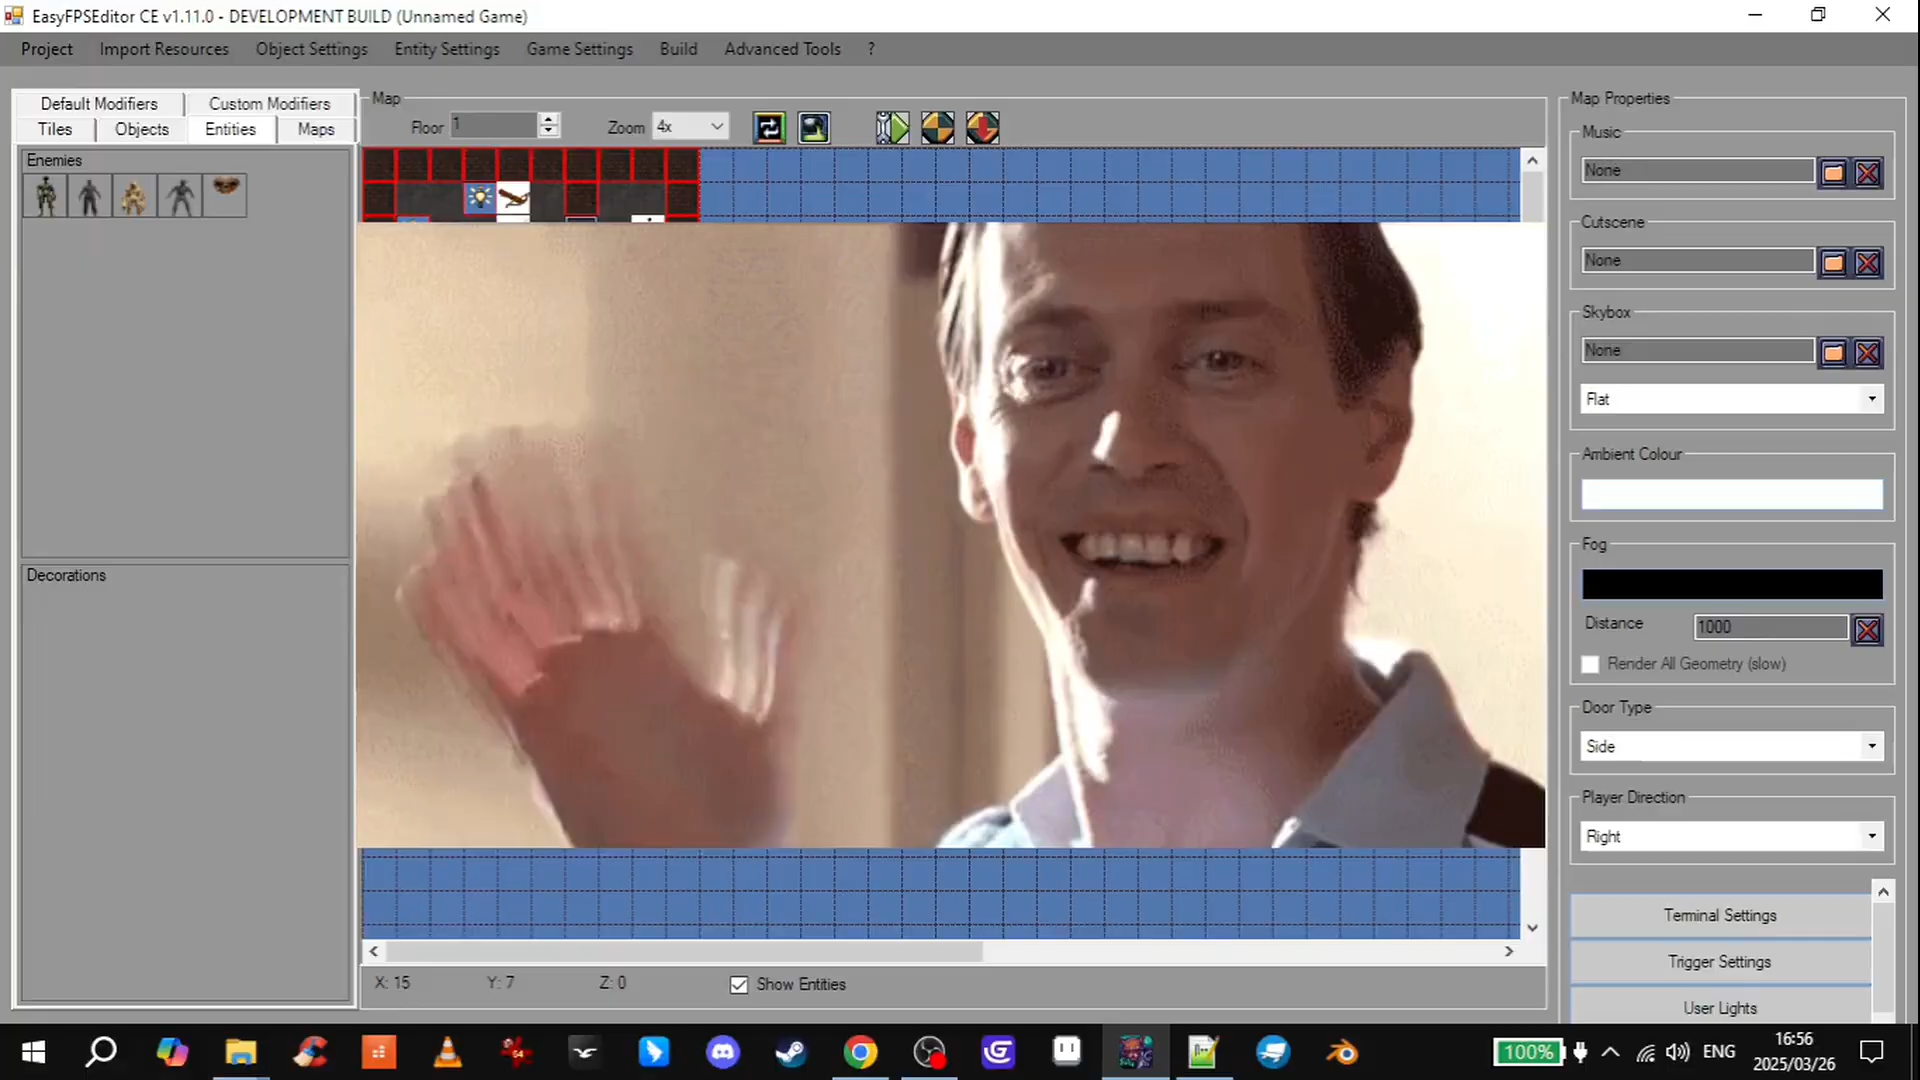 EasyFPSEditor CE v1.11.0 - DEVELOPMENT BUILD (Unnamed Game)
Project Import Resources Object Settings Entity Settings Game Settings Build Advanced Tools ?
Default Modifiers Custom Modifiers
Tiles Objects Entities Maps
Enemies
Decorations
Map
Floor 1 Zoom 4x
X: 15 Y: 7 Z: 0 Show Entities
Map Properties
Music
None
Cutscene
None
Skybox
None
Flat
Ambient Colour
Fog
Distance 1000
Render All Geometry (slow)
Door Type
Side
Player Direction
Right
Terminal Settings
Trigger Settings
User Lights
64
100% ENG 16:56
2025/03/26